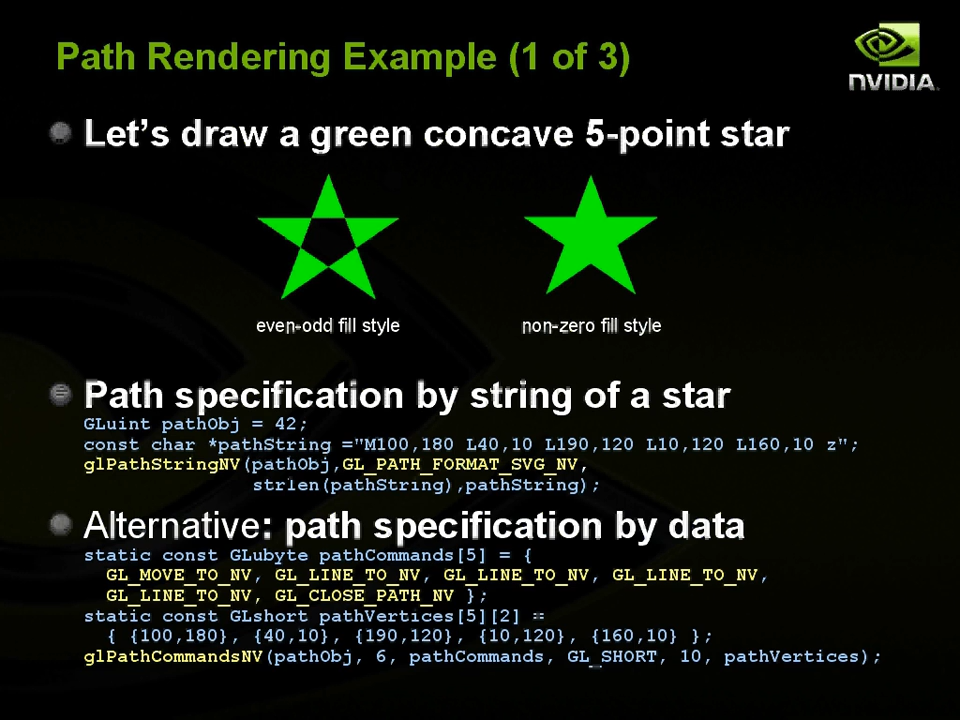 Path Rendering Example (1 of 3)
NVIDIA.
Let's draw a green concave 5-point star
even-odd fill style
non-zero fill style
Path specification by string of a star
GLuint pathObj = 42;
const char *pathString ="M100,180 L40,10 L190,120 L10,120 L160,10 z";
glPathStringNV(pathObj,GL_PATH_FORMAT_SVG_NV,
strlen(pathString),pathString);
Alternative: path specification by data
static const GLubyte pathCommands[5] = {
GL_MOVE_TO_NV, GL_LINE_TO_NV, GL_LINE_TO_NV, GL_LINE_TO_NV,
GL_LINE_TO_NV, GL_CLOSE_PATH_NV };
static const GLshort pathVertices[5][2] =
{ {100,180}, {40,10}, {190,120}, {10,120}, {160,10} };
glPathCommandsNV(pathObj, 6, pathCommands, GL_SHORT, 10, pathVertices);